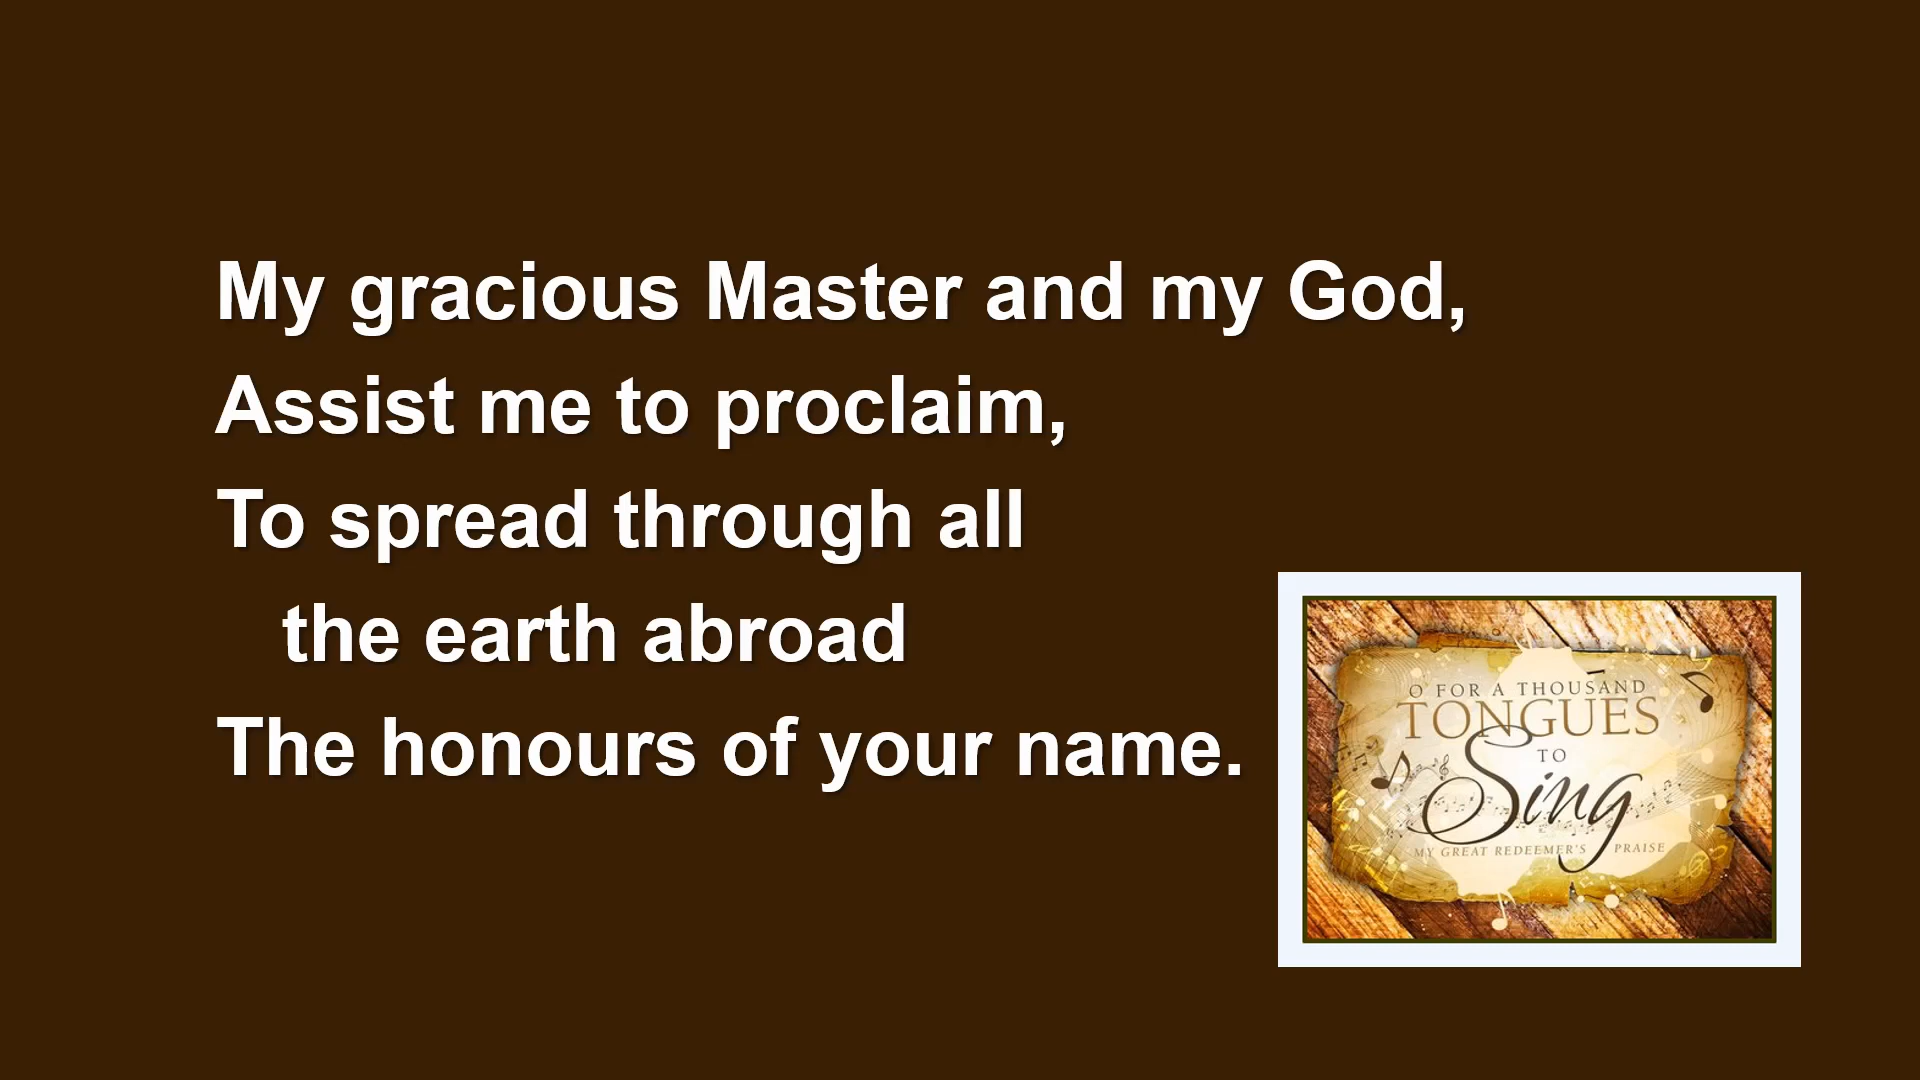 My gracious Master and my God,
Assist me to proclaim,
To spread through all
the earth abroad
The honours of your name.
O FOR A THOUSAND
TONGUES
TO
Sing
MY GREAT REDEEMER'S PRAISE